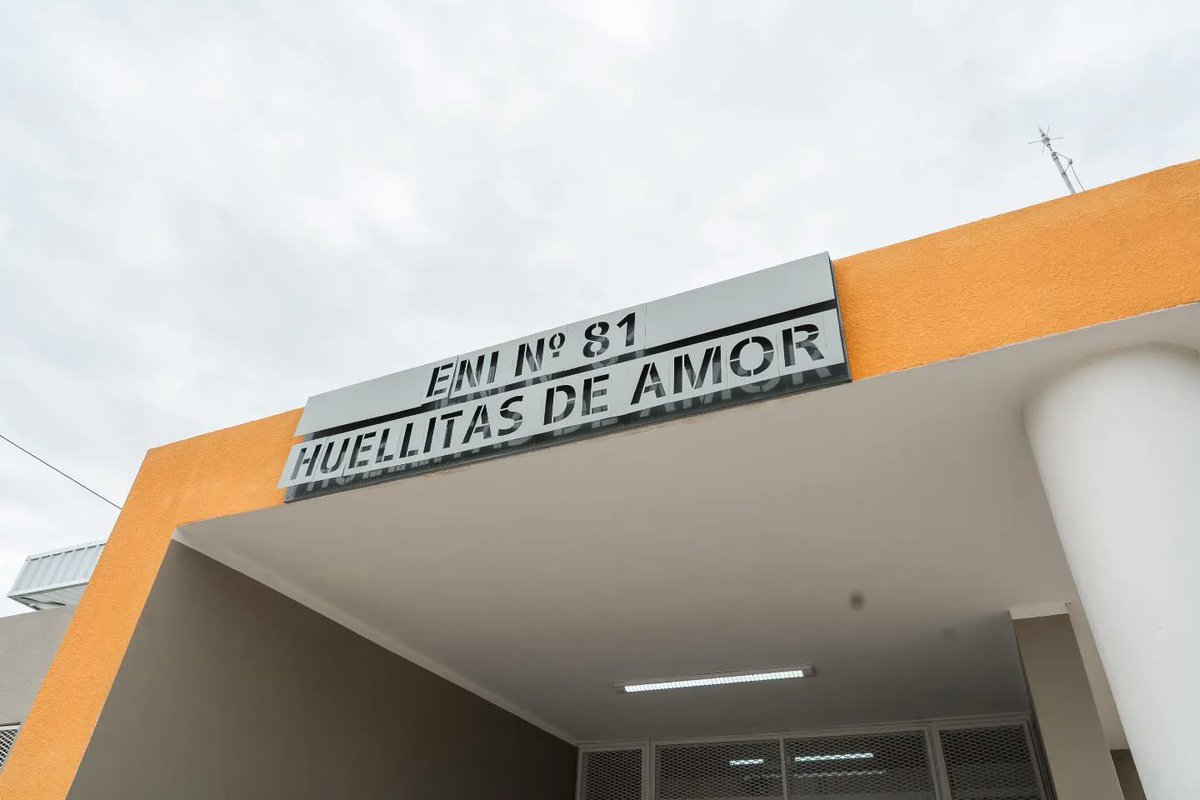 ENI Nº 81
HUELLITAS DE AMOR